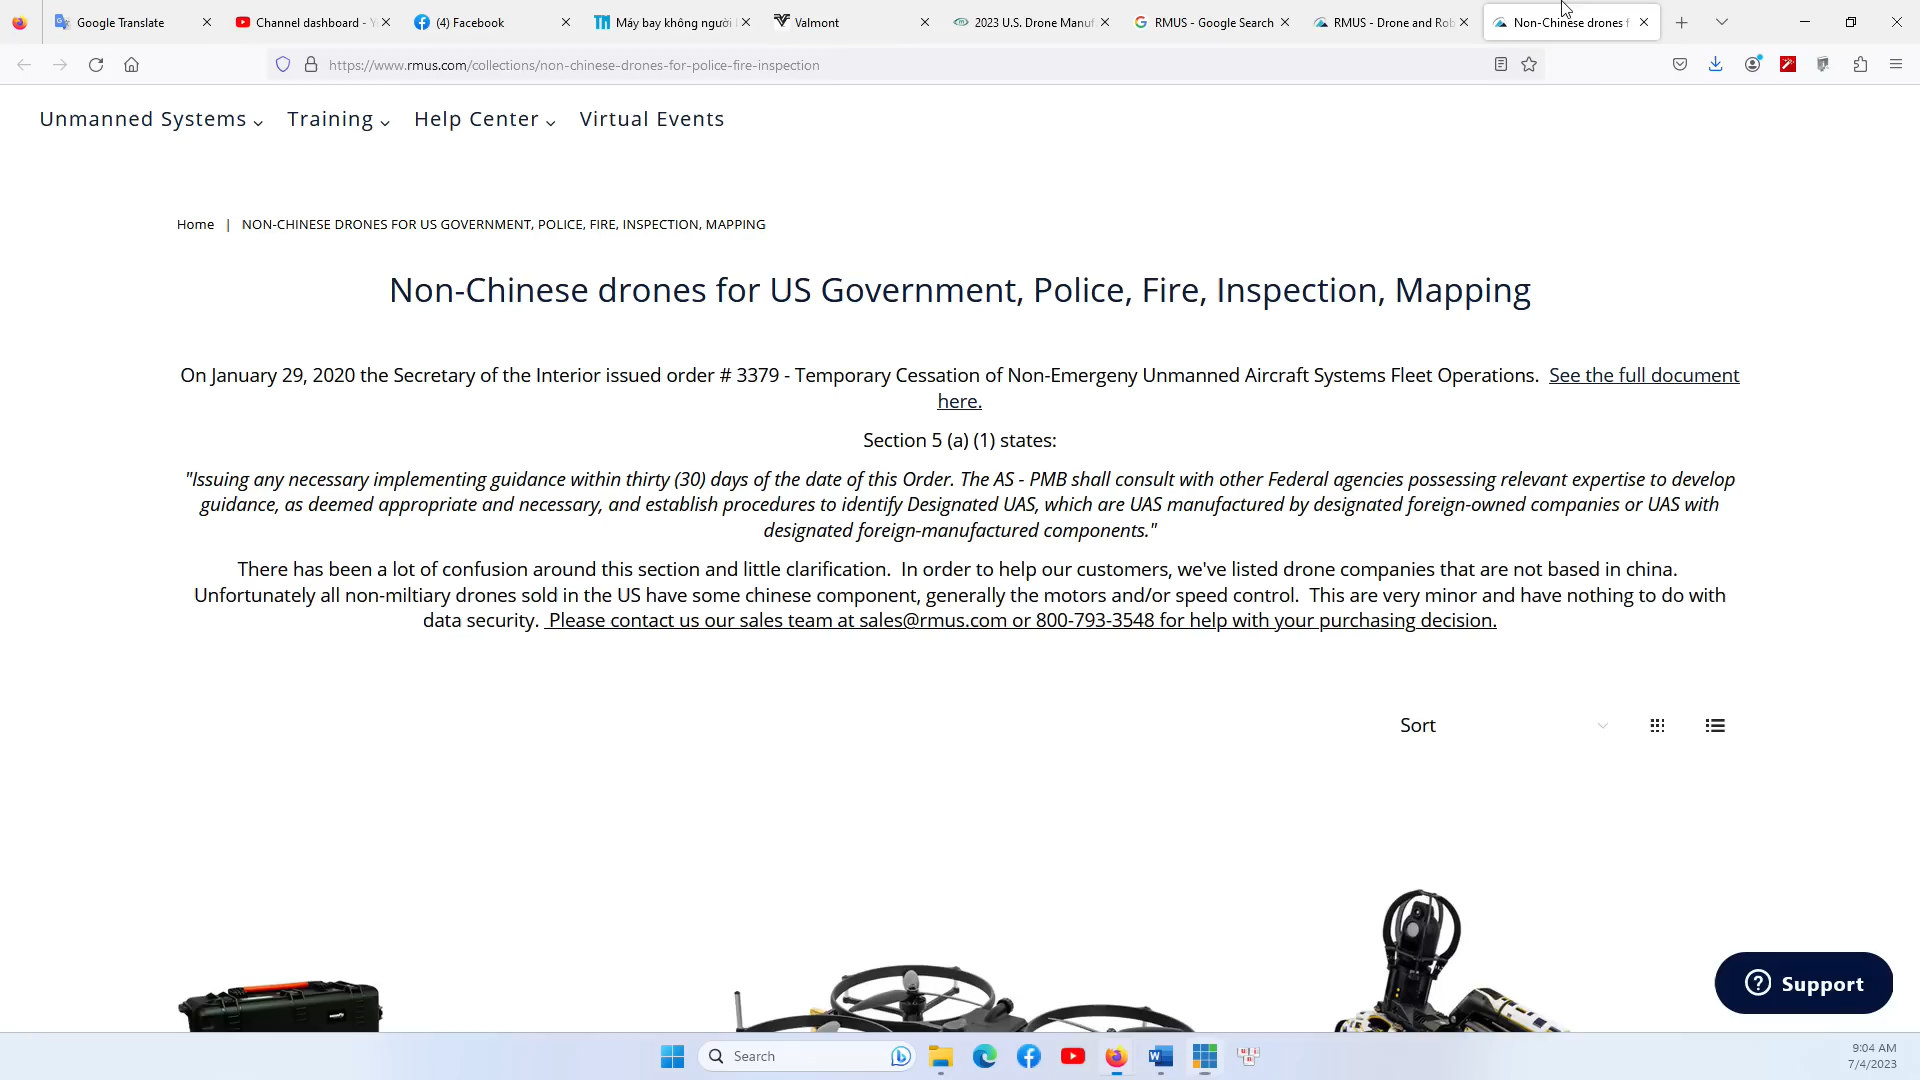 Google Translate
Channel dashboard - Y
(4) Facebook
Máy bay không người l
Valmont
2023 U.S. Drone Manuf
RMUS - Google Search
RMUS - Drone and Rob
Non-Chinese drones f
https://www.rmus.com/collections/non-chinese-drones-for-police-fire-inspection
Unmanned Systems Training Help Center Virtual Events
Home | NON-CHINESE DRONES FOR US GOVERNMENT, POLICE, FIRE, INSPECTION, MAPPING
Non-Chinese drones for US Government, Police, Fire, Inspection, Mapping
On January 29, 2020 the Secretary of the Interior issued order # 3379 - Temporary Cessation of Non-Emergeny Unmanned Aircraft Systems Fleet Operations. See the full document
here.
Section 5 (a) (1) states:
"Issuing any necessary implementing guidance within thirty (30) days of the date of this Order. The AS - PMB shall consult with other Federal agencies possessing relevant expertise to develop
guidance, as deemed appropriate and necessary, and establish procedures to identify Designated UAS, which are UAS manufactured by designated foreign-owned companies or UAS with
designated foreign-manufactured components."
There has been a lot of confusion around this section and little clarification. In order to help our customers, we've listed drone companies that are not based in china.
Unfortunately all non-miltiary drones sold in the US have some chinese component, generally the motors and/or speed control. This are very minor and have nothing to do with
data security. Please contact us our sales team at sales@rmus.com or 800-793-3548 for help with your purchasing decision.
Sort
Support
Search
9:04 AM
7/4/2023